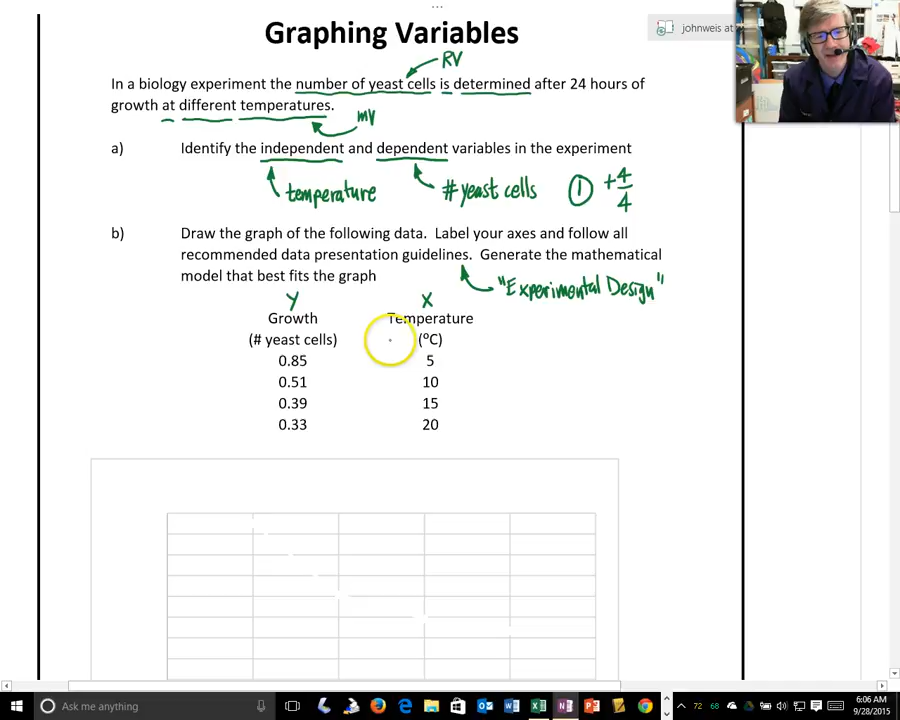 Graphing Variables
johnweis at
RV
In a biology experiment the number of yeast cells is determined after 24 hours of
growth at different temperatures.
MV
a) Identify the independent and dependent variables in the experiment
temperature # yeast cells ① +4/4
b) Draw the graph of the following data. Label your axes and follow all
recommended data presentation guidelines. Generate the mathematical
model that best fits the graph
"Experimental Design"
Y X
Growth Temperature
(# yeast cells) (ºC)
0.85 5
0.51 10
0.39 15
0.33 20
Ask me anything
72 68
6:06 AM
9/28/2015